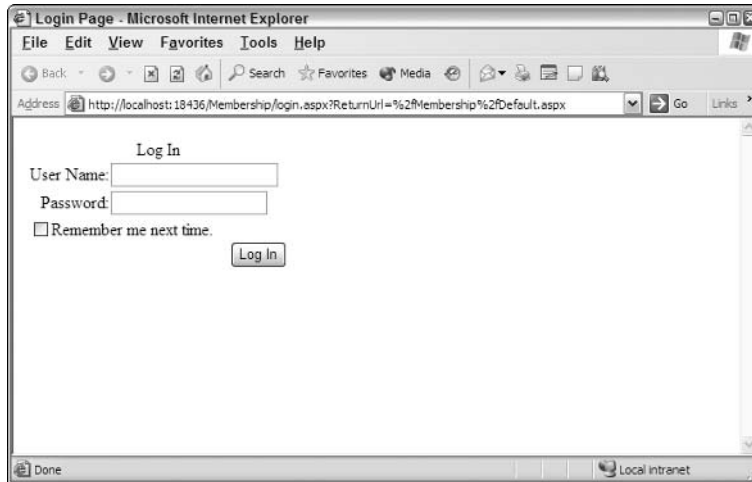 Login Page - Microsoft Internet Explorer
File Edit View Favorites Tools Help
Back Search Favorites Media
Address http://localhost:18436/Membership/login.aspx?ReturnUrl=%2fMembership%2fDefault.aspx Go Links
Log In
User Name:
Password:
Remember me next time.
Log In
Done Local intranet